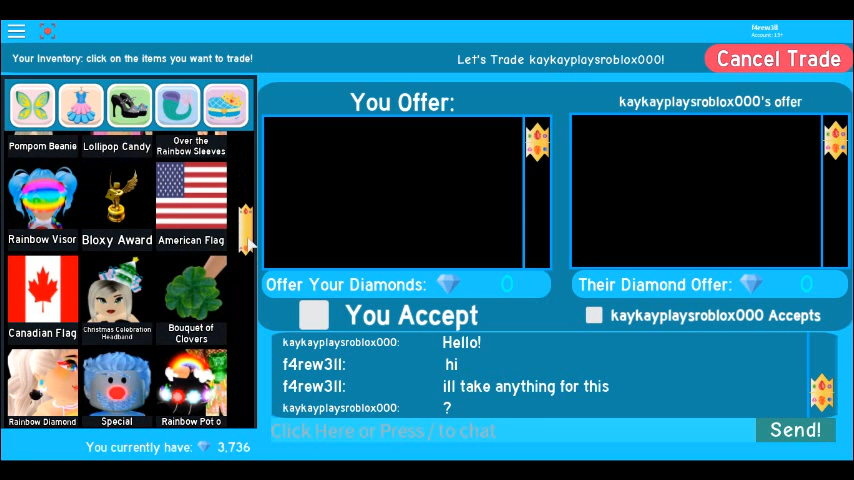 f4rew3ll
Account: 13+
Your Inventory: click on the items you want to trade!
Let's Trade kaykayplaysroblox000!
Cancel Trade
You Offer:
kaykayplaysroblox000's offer
Pompom Beanie
Lollipop Candy
Over the
Rainbow Sleeves
Rainbow Visor
Bloxy Award
American Flag
Canadian Flag
Christmas Celebration
Headband
Bouquet of
Clovers
Rainbow Diamond
Special
Rainbow Pot o
You currently have: 3,736
Offer Your Diamonds: 0
Their Diamond Offer: 0
You Accept
kaykayplaysroblox000 Accepts
kaykayplaysroblox000: Hello!
f4rew3ll: hi
f4rew3ll: ill take anything for this
kaykayplaysroblox000: ?
Click Here or Press / to chat
Send!